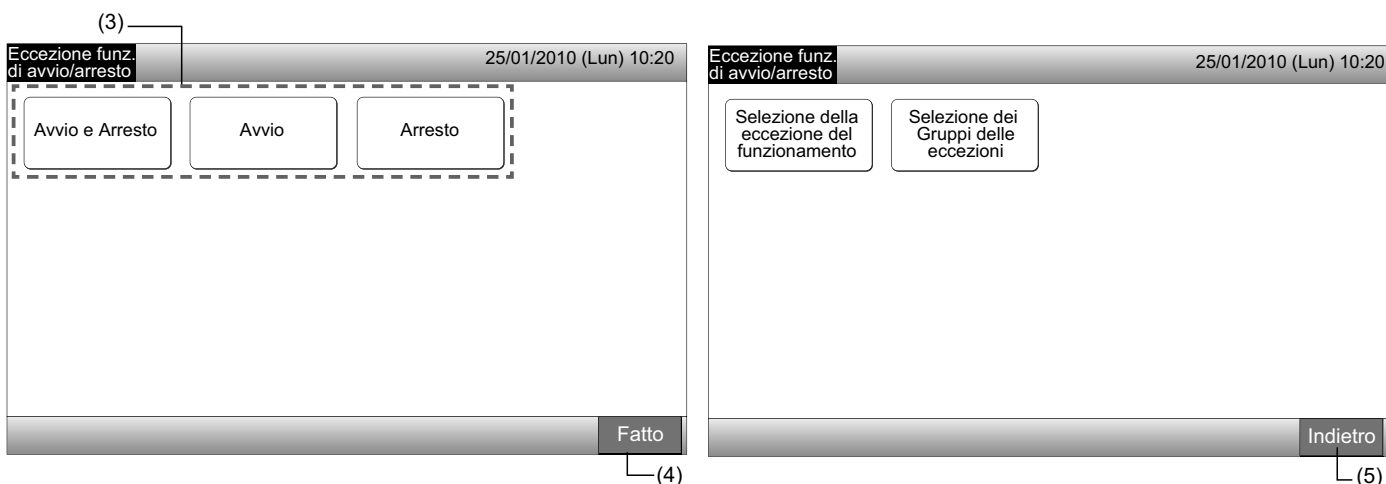 (3)
Eccezione funz.
di avvio/arresto
25/01/2010 (Lun) 10:20
Avvio e Arresto
Avvio
Arresto
Fatto
(4)
Eccezione funz.
di avvio/arresto
25/01/2010 (Lun) 10:20
Selezione della
eccezione del
funzionamento
Selezione dei
Gruppi delle
eccezioni
Indietro
(5)